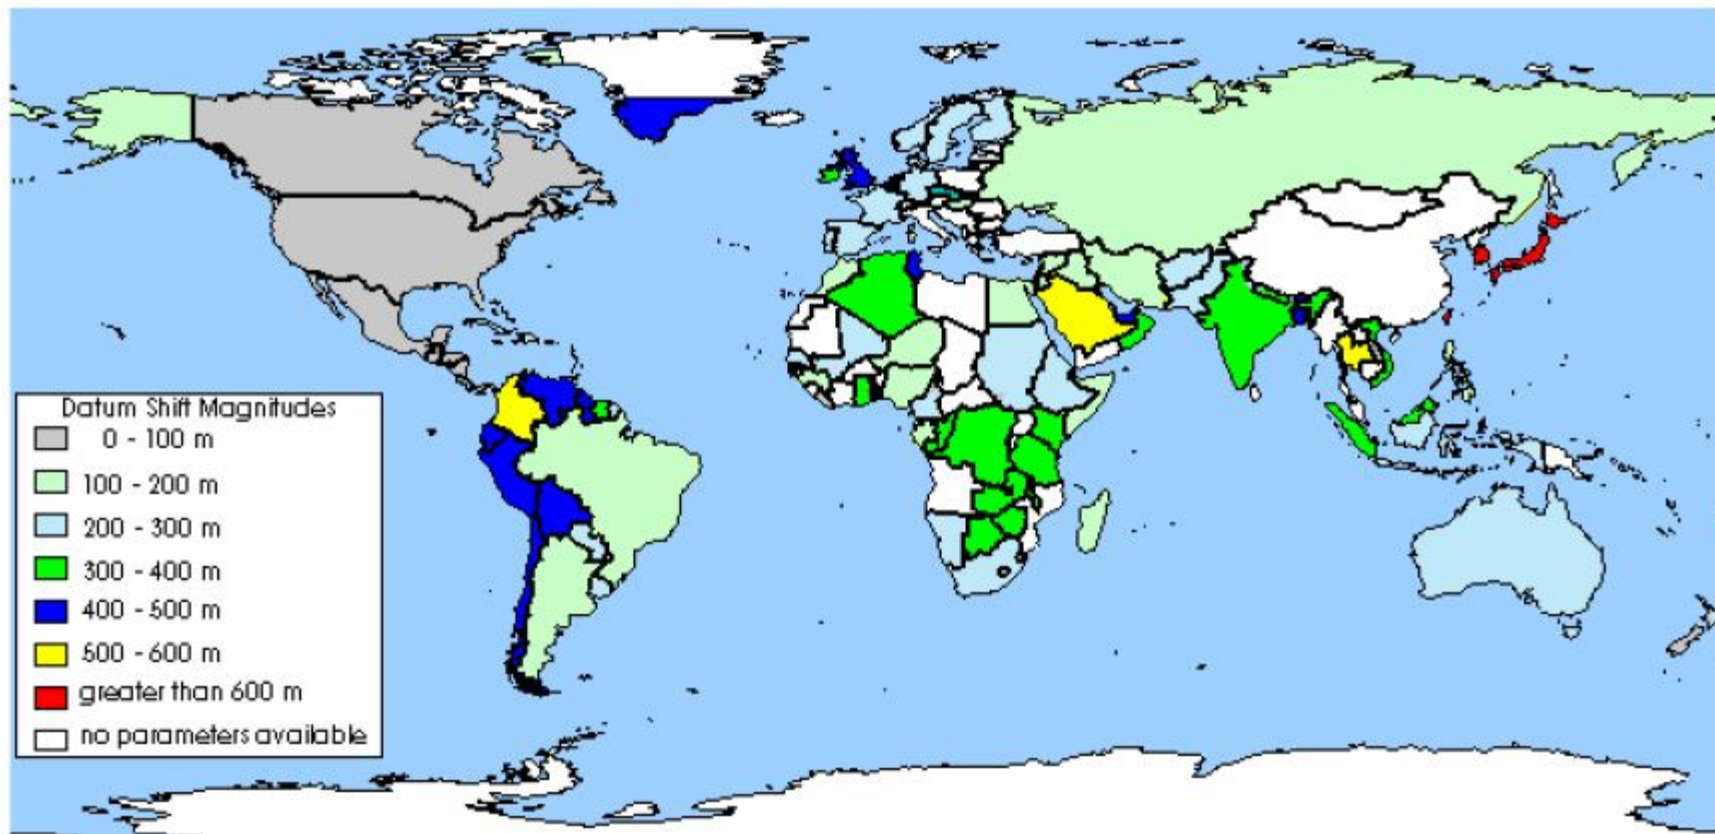 Datum Shift Magnitudes
0 - 100 m
100 - 200 m
200 - 300 m
300 - 400 m
400 - 500 m
500 - 600 m
greater than 600 m
no parameters available